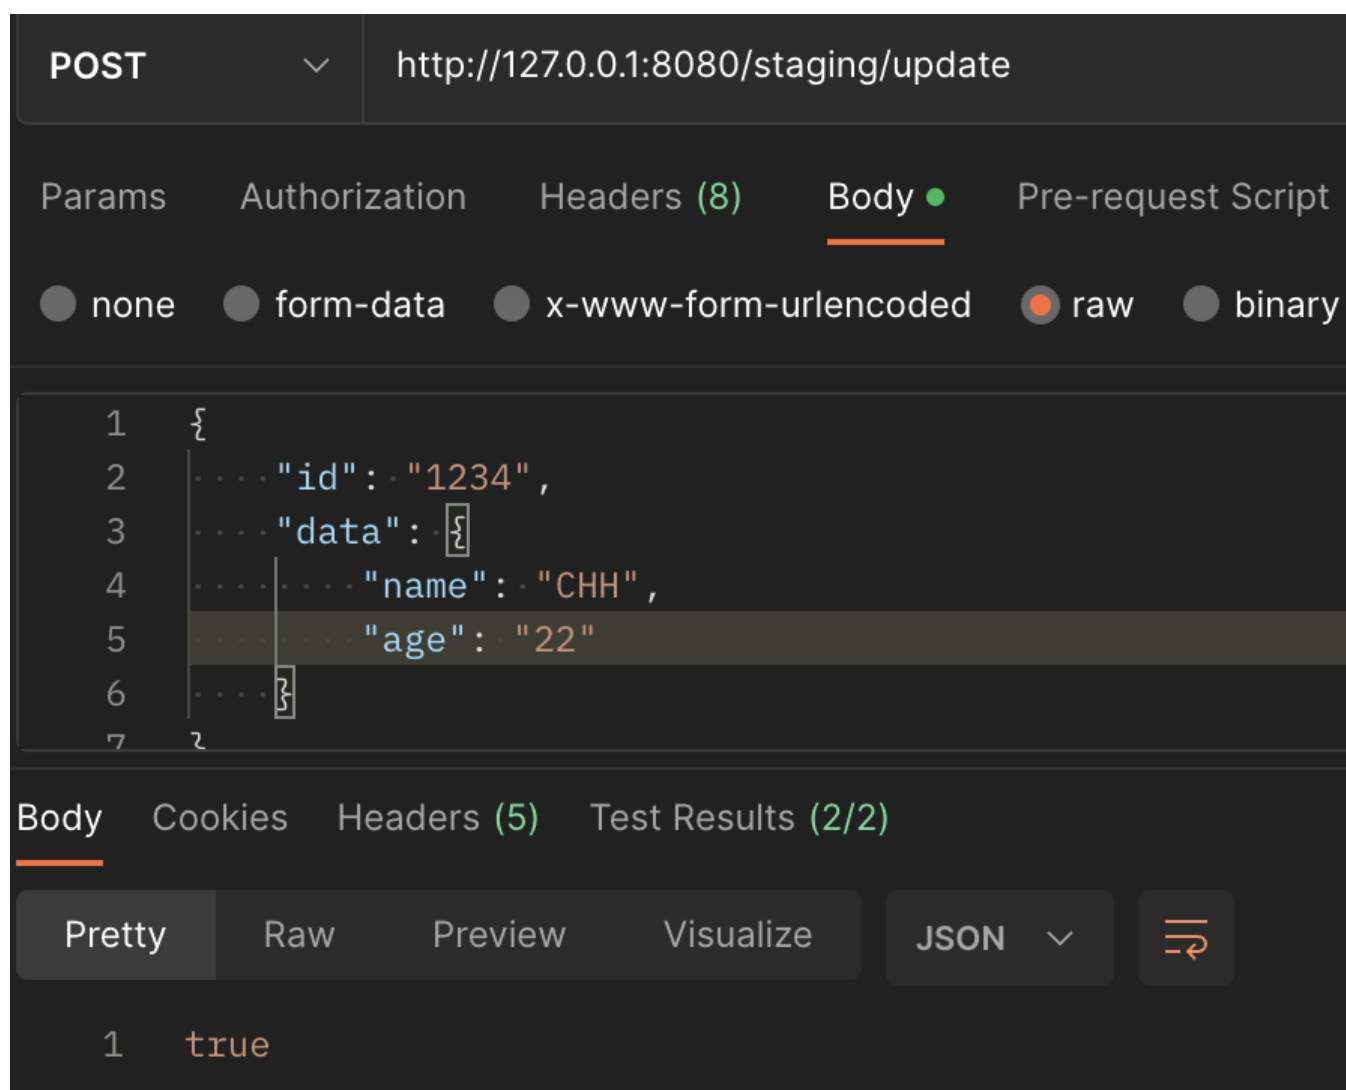 POST http://127.0.0.1:8080/staging/update
Params Authorization Headers (8) Body Pre-request Script
none form-data x-www-form-urlencoded raw binary
1 {
2 "id": "1234",
3 "data": {
4 "name": "CHH",
5 "age": "22"
6 }
7 }
Body Cookies Headers (5) Test Results (2/2)
Pretty Raw Preview Visualize JSON
1 true